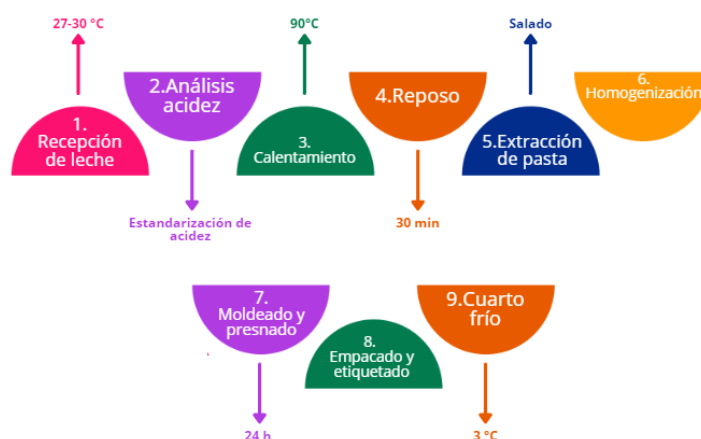 27-30 °C
90°C
Salado
1.
Recepción
de leche
2.Análisis
acidez
3.
Calentamiento
4.Reposo
5.Extracción
de pasta
6.
Homogenización
Estandarización de
acidez
30 min
7.
Moldeado y
presnado
8.
Empacado y
etiquetado
9.Cuarto
frío
24 h
3 °C